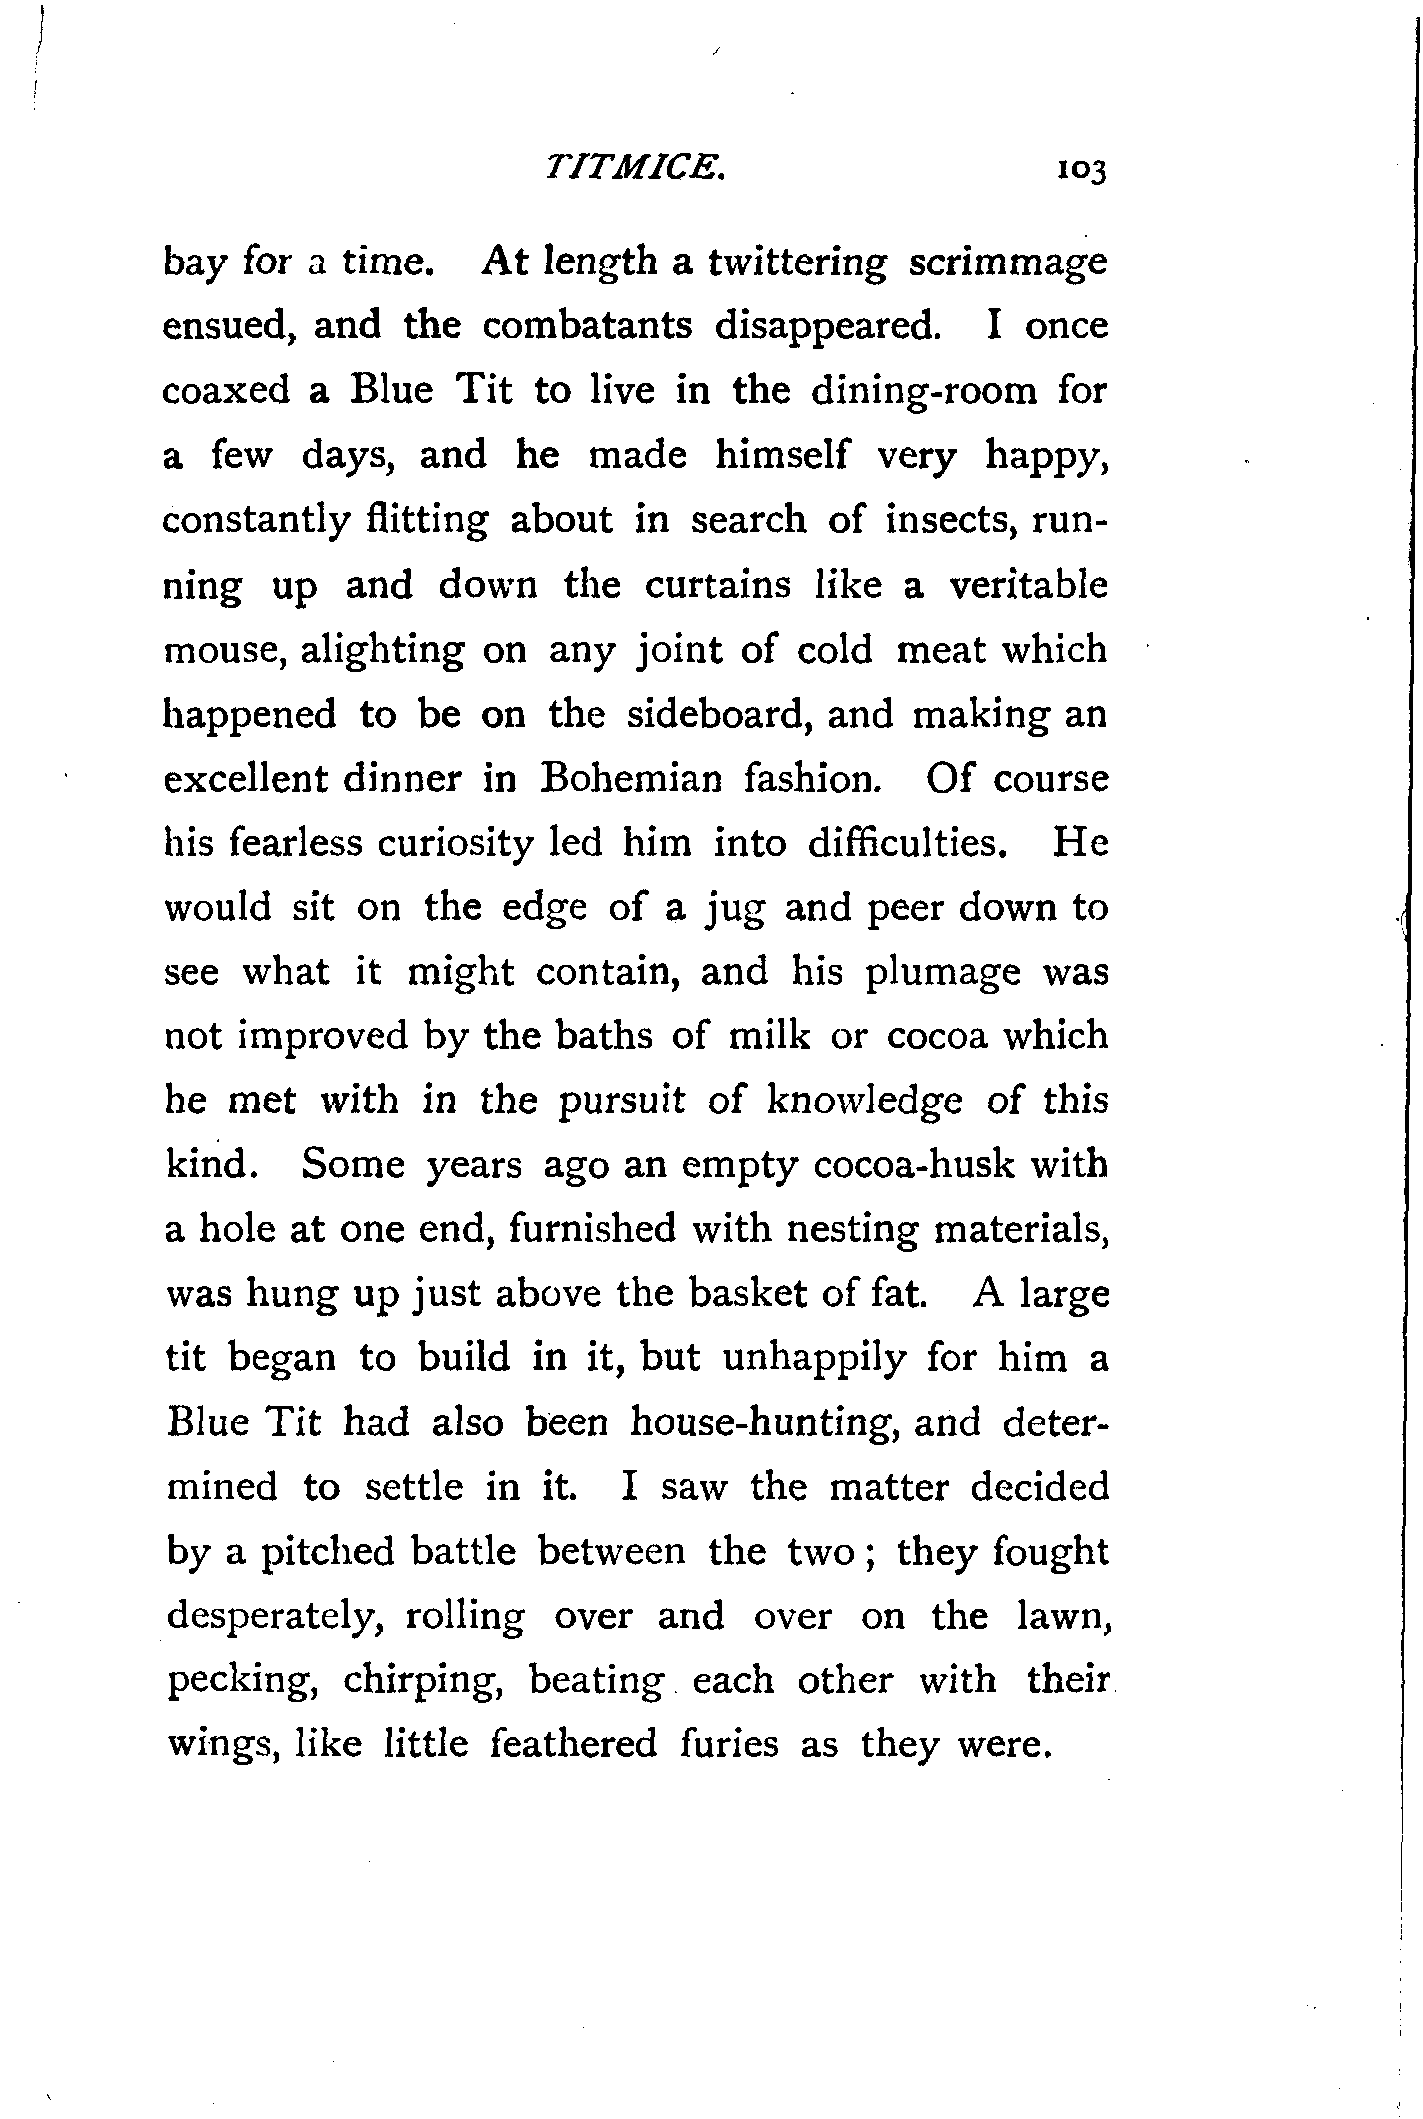 TITMICE. 103
bay for a time. At length a twittering scrimmage
ensued, and the combatants disappeared. I once
coaxed a Blue Tit to live in the dining-room for
a few days, and he made himself very happy,
constantly flitting about in search of insects, run-
ning up and down the curtains like a veritable
mouse, alighting on any joint of cold meat which
happened to be on the sideboard, and making an
excellent dinner in Bohemian fashion. Of course
his fearless curiosity led him into difficulties. He
would sit on the edge of a jug and peer down to
see what it might contain, and his plumage was
not improved by the baths of milk or cocoa which
he met with in the pursuit of knowledge of this
kind. Some years ago an empty cocoa-husk with
a hole at one end, furnished with nesting materials,
was hung up just above the basket of fat. A large
tit began to build in it, but unhappily for him a
Blue Tit had also been house-hunting, and deter-
mined to settle in it. I saw the matter decided
by a pitched battle between the two ; they fought
desperately, rolling over and over on the lawn,
pecking, chirping, beating each other with their
wings, like little feathered furies as they were.